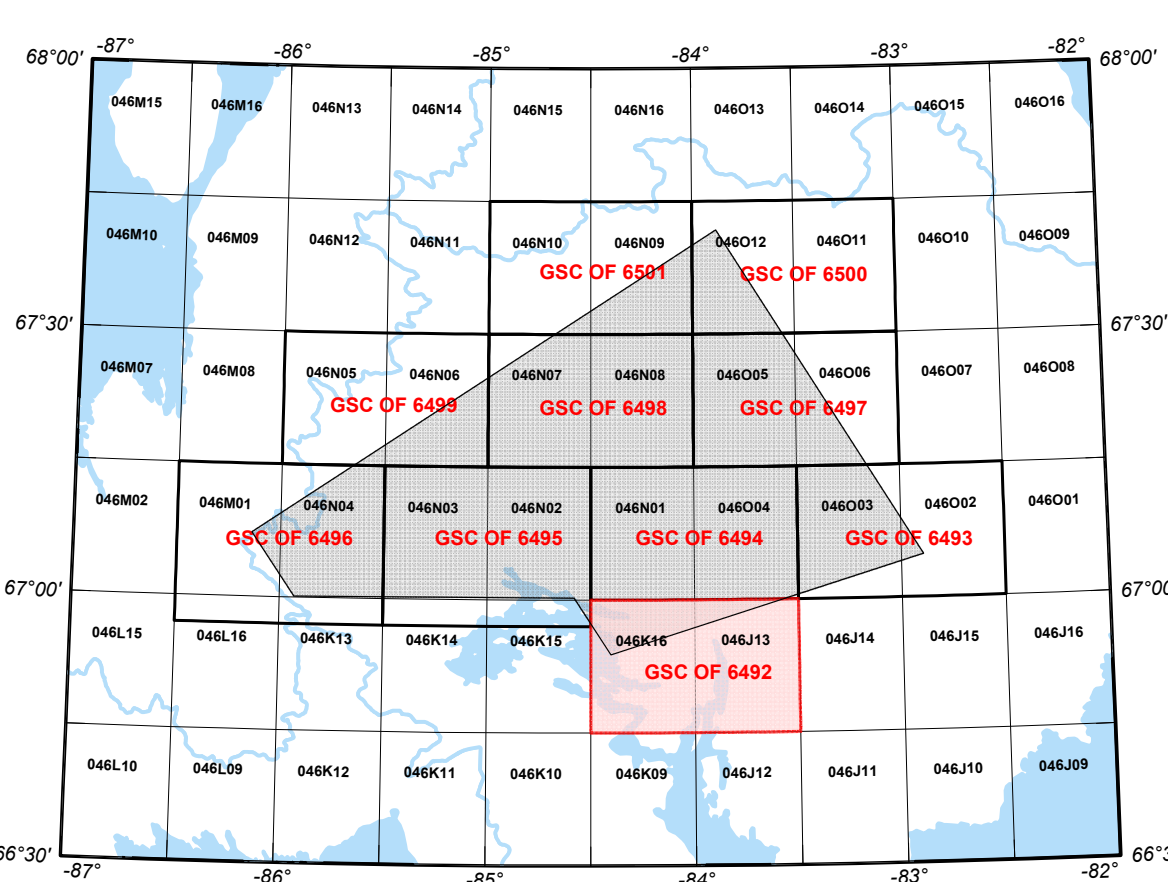 -87° -86° -85° -84° -83° -82°
68°00' 68°00'
046M15 046M16 046N13 046N14 046N15 046N16 046O13 046O14 046O15 046O16
046M10 046M09 046N12 046N11 046N10 046N09 046O12 046O11 046O10 046O09
GSC OF 6501 GSC OF 6500
67°30' 67°30'
046M07 046M08 046N05 046N06 046N07 046N08 046O05 046O06 046O07 046O08
GSC OF 6499 GSC OF 6498 GSC OF 6497
046M02 046M01 046N04 046N03 046N02 046N01 046O04 046O03 046O02 046O01
GSC OF 6496 GSC OF 6495 GSC OF 6494 GSC OF 6493
67°00' 67°00
046L15 046L16 046K13 046K14 046K15 046K16 046J13 046J14 046J15 046J16
GSC OF 6492
046L10 046L09 046K12 046K11 046K10 046K09 046J12 046J11 046J10 046J09
66°30' 66°3
-87° -86° -85° -84° -83° -82°